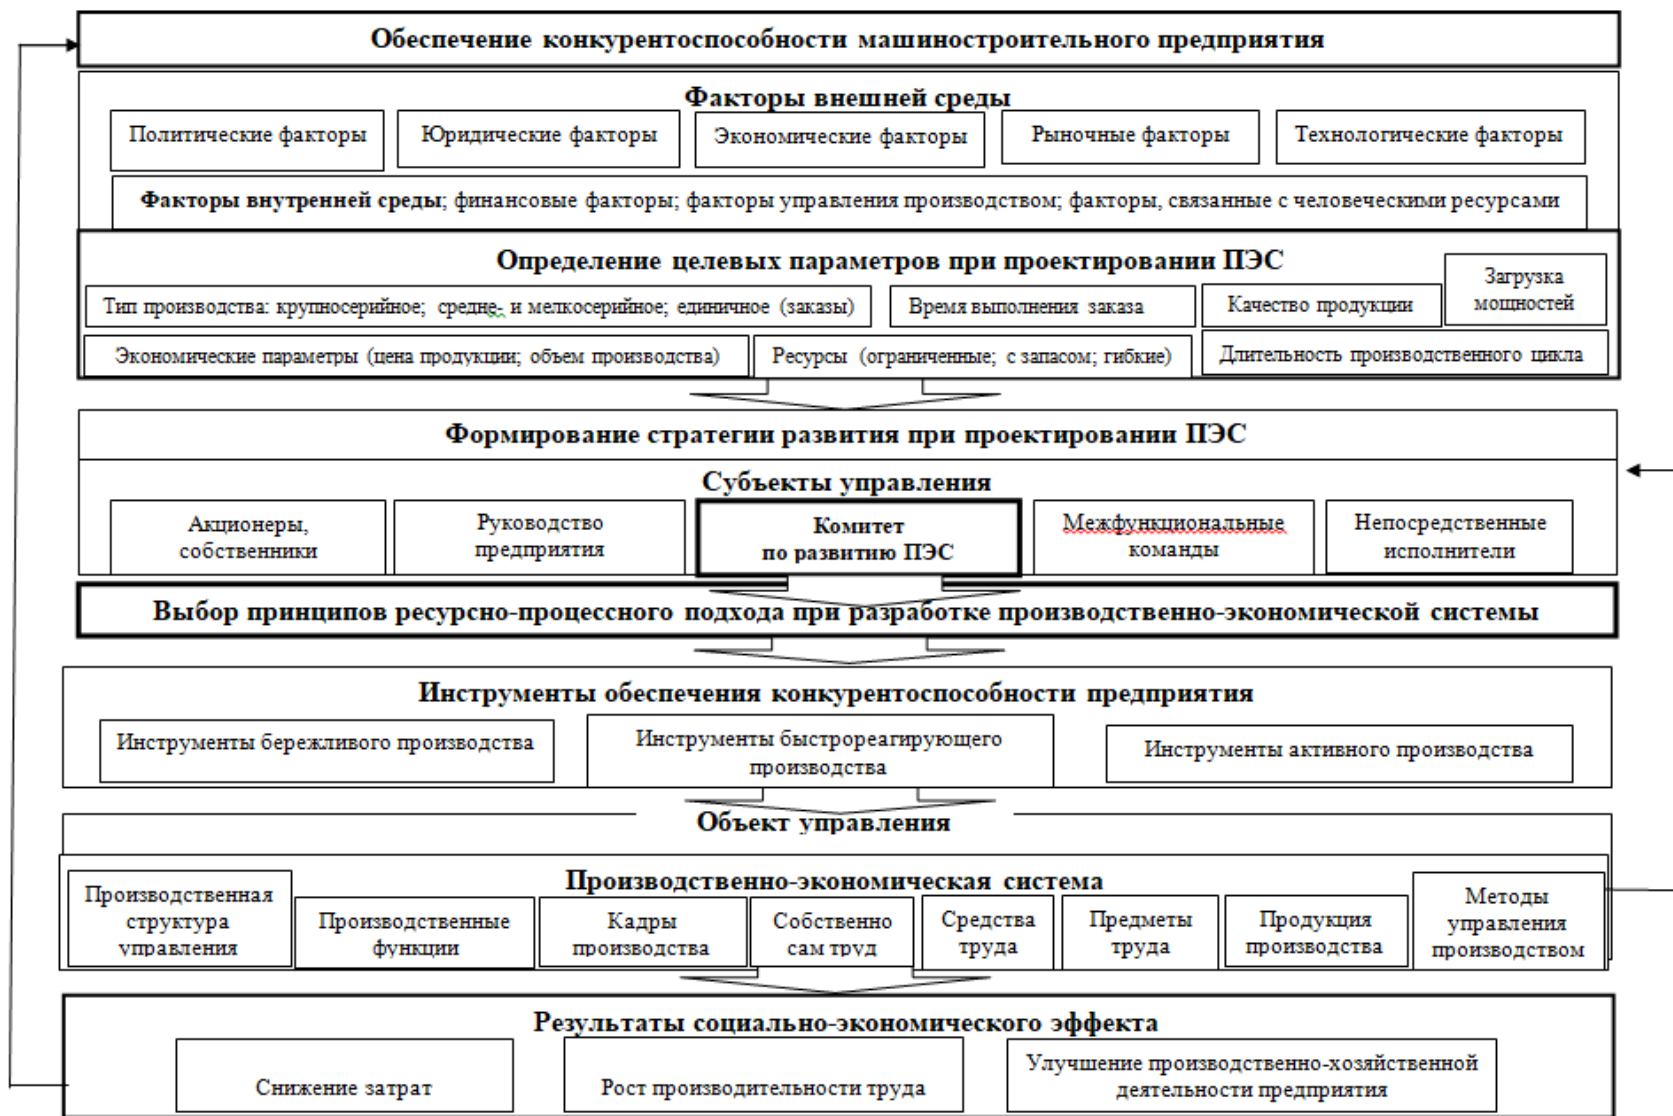 Обеспечение конкурентоспособности машиностроительного предприятия
Факторы внешней среды
Политические факторы
Юридические факторы
Экономические факторы
Рыночные факторы
Технологические факторы
Факторы внутренней среды; финансовые факторы; факторы управления производством; факторы, связанные с человеческими ресурсами
Определение целевых параметров при проектировании ПЭС
Загрузка
мощностей
Тип производства: крупносерийное; средне- и мелкосерийное; единичное (заказы)
Время выполнения заказа
Качество продукции
Экономические параметры (цена продукции; объем производства)
Ресурсы (ограниченные; с запасом; гибкие)
Длительность производственного цикла
Формирование стратегии развития при проектировании ПЭС
Субъекты управления
Акционеры,
собственники
Руководство
предприятия
Комитет
по развитию ПЭС
Межфункциональные
команды
Непосредственные
исполнители
Выбор принципов ресурсно-процессного подхода при разработке производственно-экономической системы
Инструменты обеспечения конкурентоспособности предприятия
Инструменты бережливого производства
Инструменты быстрореагирующего
производства
Инструменты активного производства
Объект управления
Производственно-экономическая система
Производственная
структура
управления
Производственные
функции
Кадры
производства
Собственно
сам труд
Средства
труда
Предметы
труда
Продукция
производства
Методы
управления
производством
Результаты социально-экономического эффекта
Снижение затрат
Рост производительности труда
Улучшение производственно-хозяйственной
деятельности предприятия